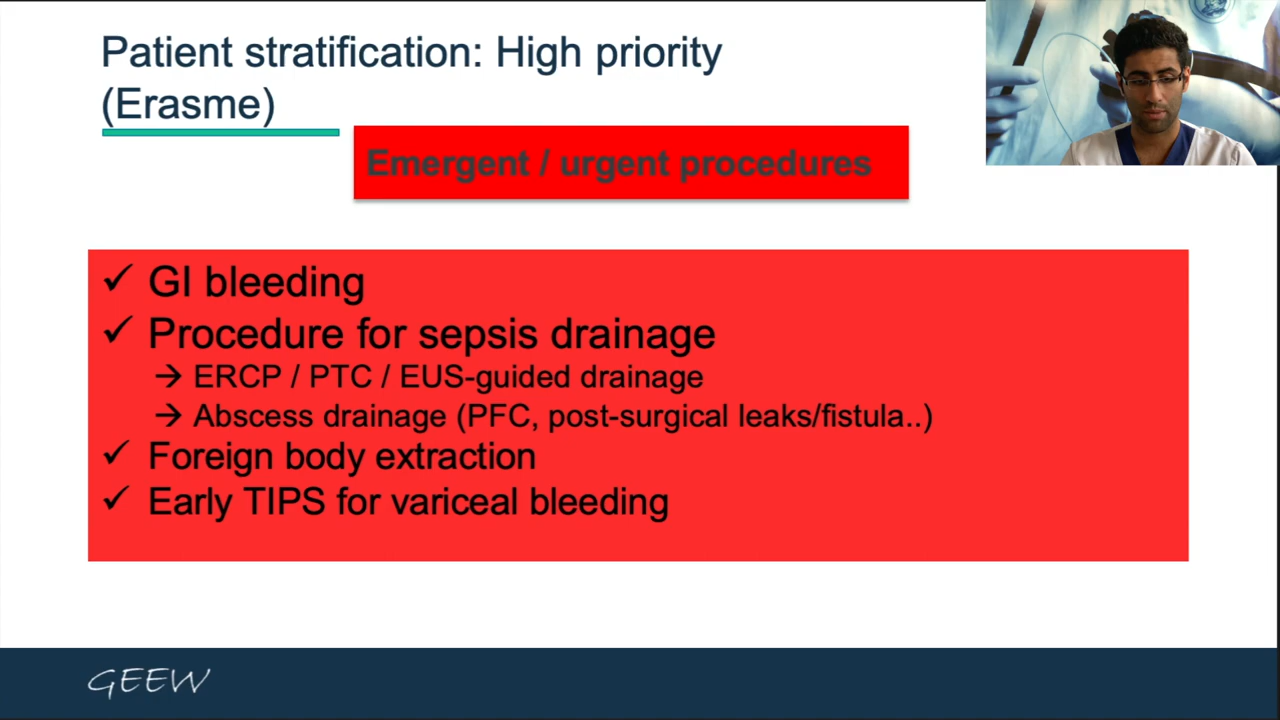 Patient stratification: High priority
(Erasme)
Emergent / urgent procedures
✓ GI bleeding
✓ Procedure for sepsis drainage
→ ERCP / PTC / EUS-guided drainage
→ Abscess drainage (PFC, post-surgical leaks/fistula..)
✓ Foreign body extraction
✓ Early TIPS for variceal bleeding
GEEW